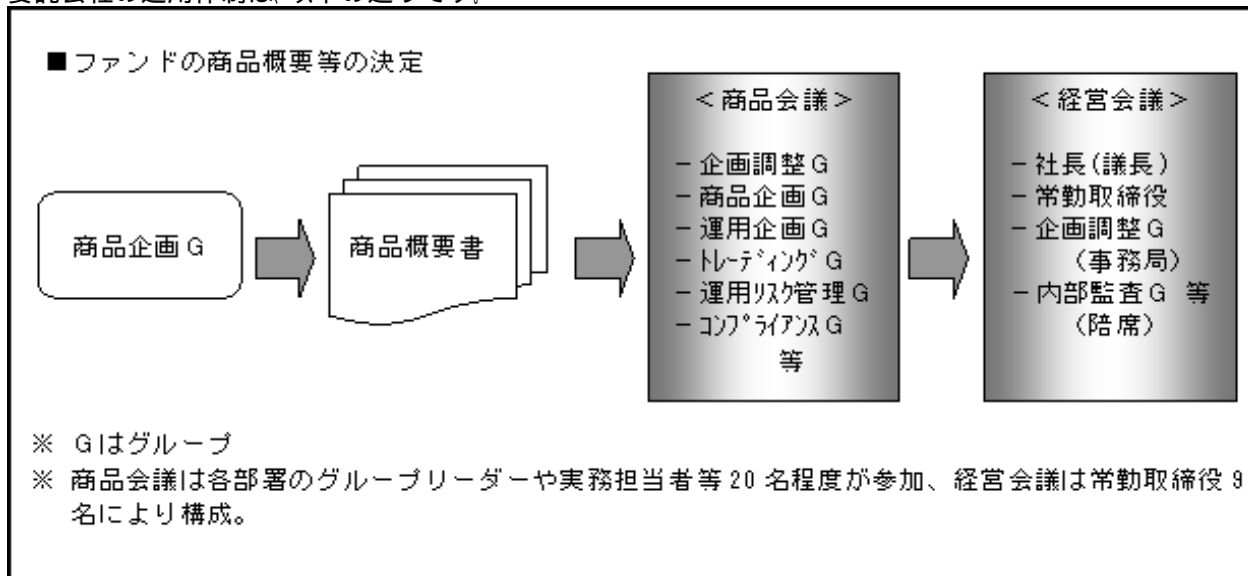 委託会社の運用体制は、以下の通りです。
■ファンドの商品概要等の決定
商品企画G
商品概要書
＜商品会議＞
－企画調整G
－商品企画G
－運用企画G
－ﾄﾚｰﾃﾞｨﾝｸﾞG
－運用ﾘｽｸ管理G
－ｺﾝﾌﾟﾗｲｱﾝｽG
等
＜経営会議＞
－社長(議長)
－常勤取締役
－企画調整G
(事務局)
－内部監査G 等
(陪席)
※ Gはグループ
※ 商品会議は各部署のグループリーダーや実務担当者等20名程度が参加、経営会議は常勤取締役9
名により構成。